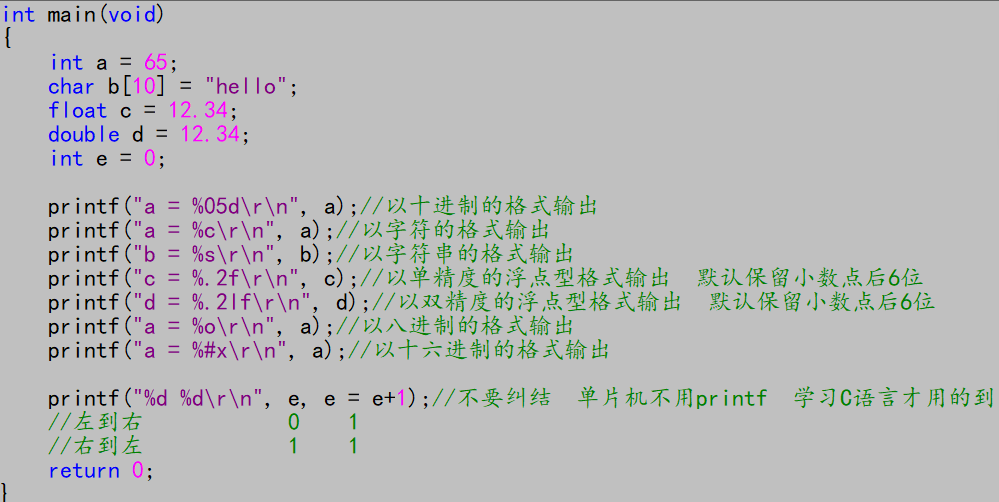 int main(void)
{
    int a = 65;
    char b[10] = "hello";
    float c = 12.34;
    double d = 12.34;
    int e = 0;

    printf("a = %05d\r\n", a);//以十进制的格式输出
    printf("a = %c\r\n", a);//以字符的格式输出
    printf("b = %s\r\n", b);//以字符串的格式输出
    printf("c = %.2f\r\n", c);//以单精度的浮点型格式输出  默认保留小数点后6位
    printf("d = %.2lf\r\n", d);//以双精度的浮点型格式输出  默认保留小数点后6位
    printf("a = %o\r\n", a);//以八进制的格式输出
    printf("a = %#x\r\n", a);//以十六进制的格式输出

    printf("%d %d\r\n", e, e = e+1);//不要纠结  单片机不用printf  学习C语言才用的到
    //左到右            0    1
    //右到左            1    1
    return 0;
}